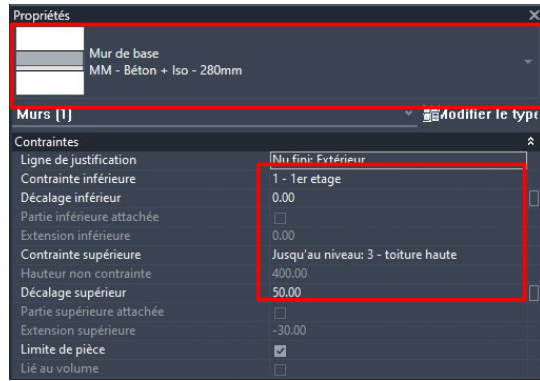 Propriétés
Mur de base
MM - Béton + Iso - 280mm
Murs (1)
Modifier le type
Contraintes
Ligne de justification Nu fini: Extérieur
Contrainte inférieure 1 - 1er etage
Décalage inférieur 0.00
Partie inférieure attachée
Extension inférieure 0.00
Contrainte supérieure Jusqu'au niveau: 3 - toiture haute
Hauteur non contrainte 400.00
Décalage supérieur 50.00
Partie supérieure attachée
Extension supérieure -30.00
Limite de pièce
Lié au volume